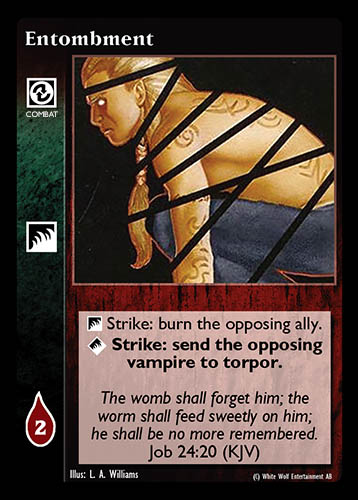 Entombment
COMBAT
Strike: burn the opposing ally.
Strike: send the opposing
vampire to torpor.
The womb shall forget him; the
worm shall feed sweetly on him;
he shall be no more remembered.
Job 24:20 (KJV)
2
Illus: L. A. Williams
(C) White Wolf Entertainment AB